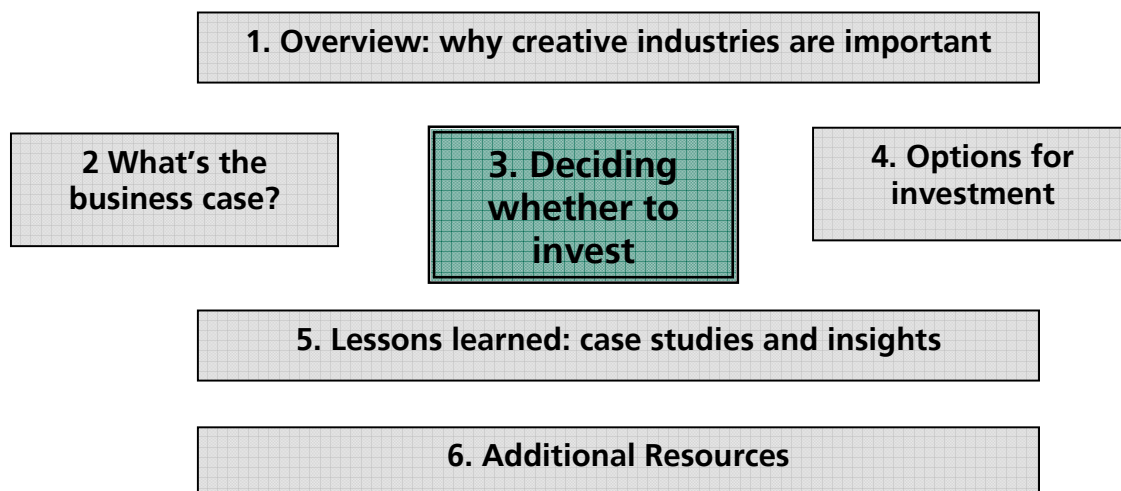 1. Overview: why creative industries are important
2 What's the
business case?
3. Deciding
whether to
invest
4. Options for
investment
5. Lessons learned: case studies and insights
6. Additional Resources